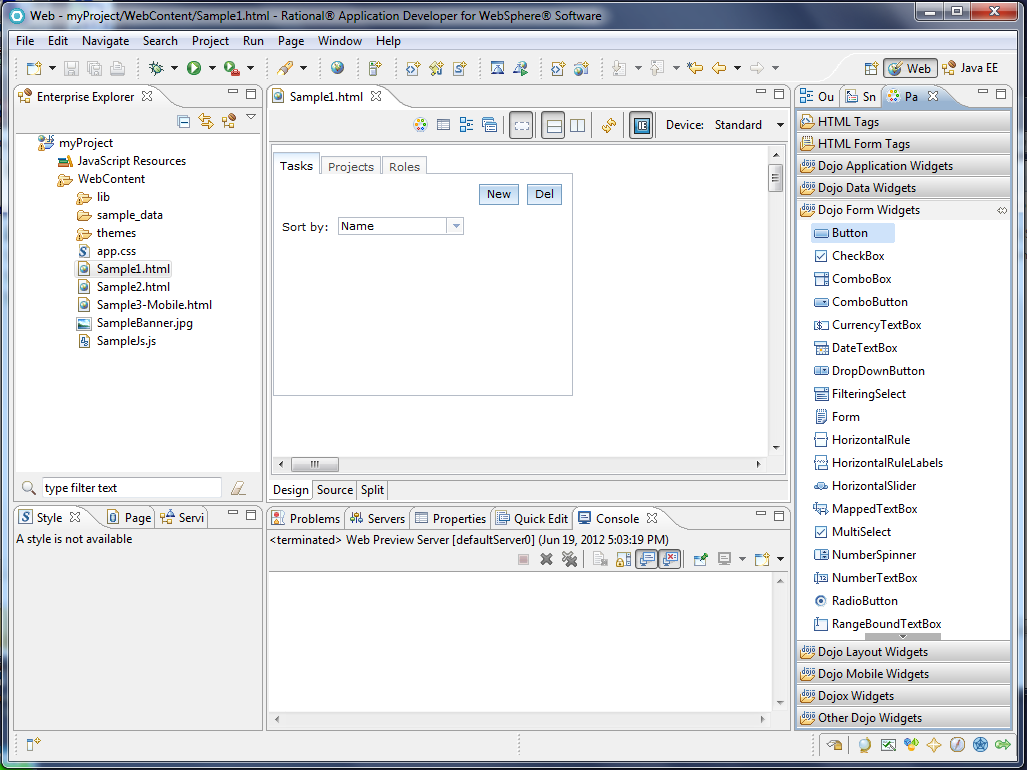 Web - myProject/WebContent/Sample1.html - Rational® Application Developer for WebSphere® Software
File Edit Navigate Search Project Run Page Window Help
Web Java EE
Enterprise Explorer
myProject
JavaScript Resources
WebContent
lib
sample_data
themes
app.css
Sample1.html
Sample2.html
Sample3-Mobile.html
SampleBanner.jpg
SampleJs.js
type filter text
Style Page Servi
A style is not available
Sample1.html
Device: Standard
Tasks Projects Roles
New Del
Sort by: Name
Design Source Split
Problems Servers Properties Quick Edit Console
<terminated> Web Preview Server [defaultServer0] (Jun 19, 2012 5:03:19 PM)
Ou Sn Pa
HTML Tags
HTML Form Tags
Dojo Application Widgets
Dojo Data Widgets
Dojo Form Widgets
Button
CheckBox
ComboBox
ComboButton
CurrencyTextBox
DateTextBox
DropDownButton
FilteringSelect
Form
HorizontalRule
HorizontalRuleLabels
HorizontalSlider
MappedTextBox
MultiSelect
NumberSpinner
NumberTextBox
RadioButton
RangeBoundTextBox
Dojo Layout Widgets
Dojo Mobile Widgets
Dojox Widgets
Other Dojo Widgets